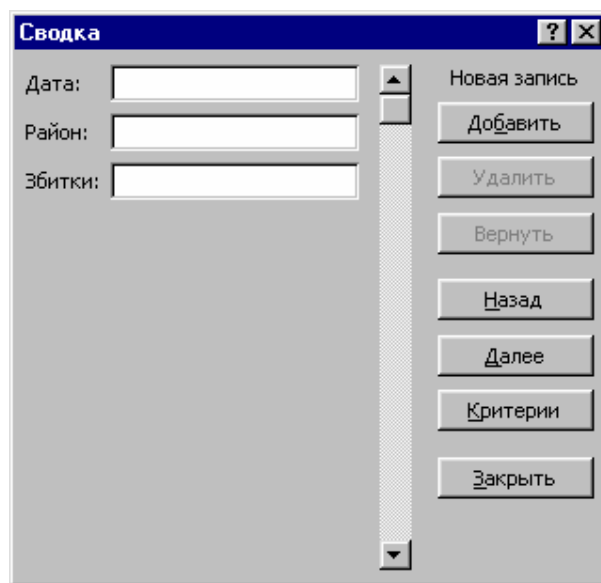 Сводка
Дата:
Район:
Збитки:
Новая запись
Добавить
Удалить
Вернуть
Назад
Далее
Критерии
Закрыть